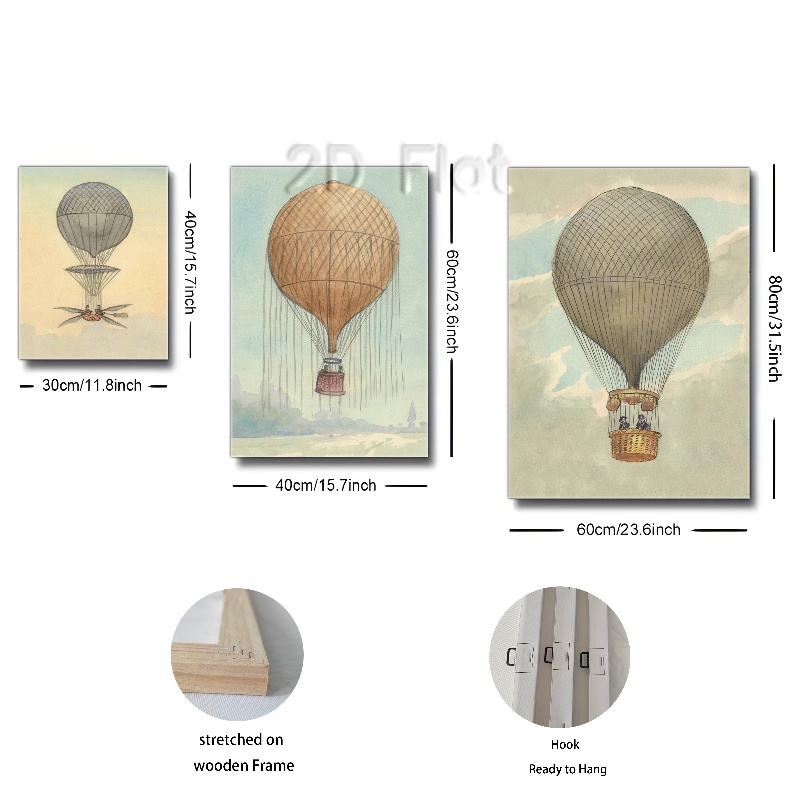 2D Flat
40cm/15.7inch
60cm/23.6inch
80cm/31.5inch
30cm/11.8inch
40cm/15.7inch
60cm/23.6inch
stretched on
wooden Frame
Hook
Ready to Hang